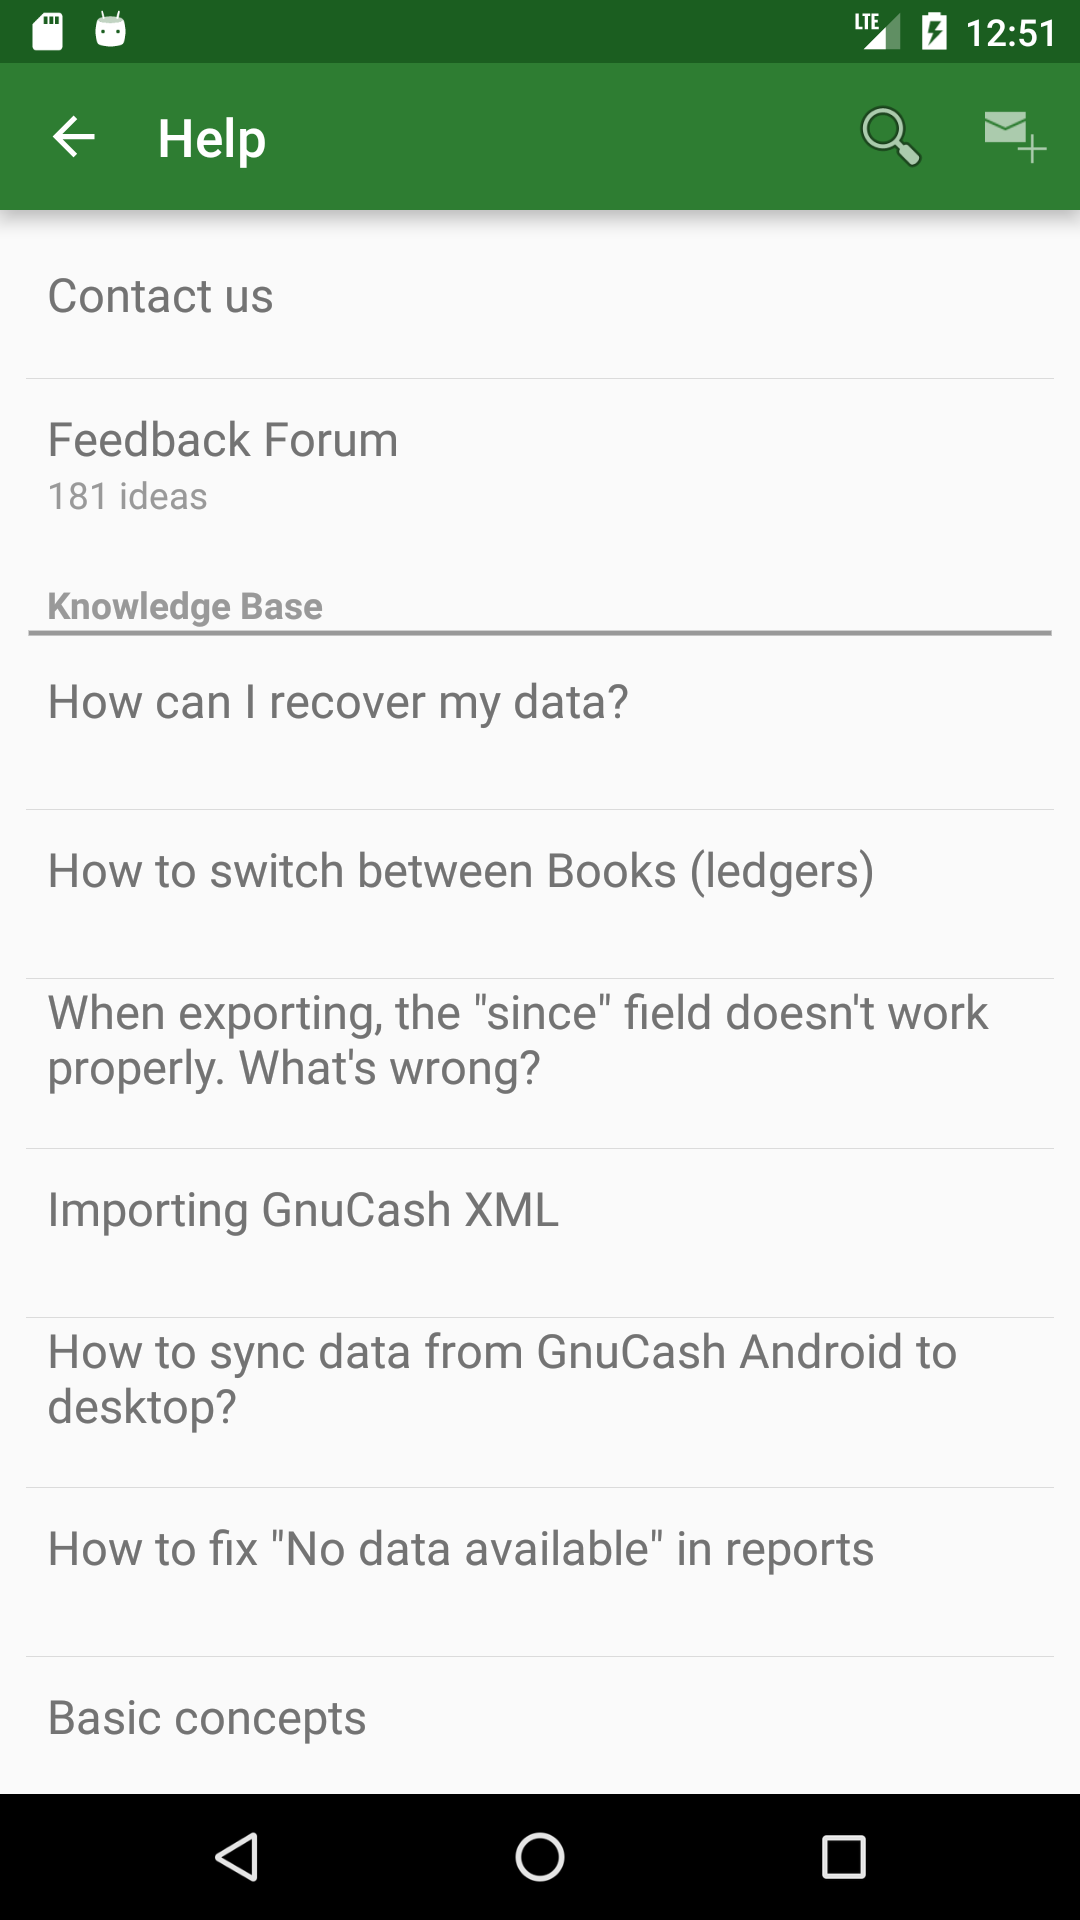 LTE 12:51
Help
Contact us
Feedback Forum
181 ideas
Knowledge Base
How can I recover my data?
How to switch between Books (ledgers)
When exporting, the "since" field doesn't work
properly. What's wrong?
Importing GnuCash XML
How to sync data from GnuCash Android to
desktop?
How to fix "No data available" in reports
Basic concepts